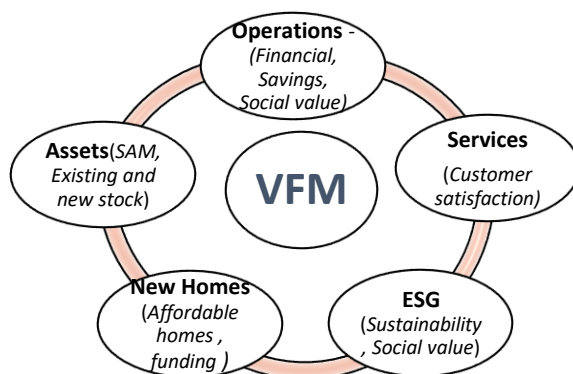 Operations -
(Financial,
Savings,
Social value)
Services
(Customer
satisfaction)
ESG
(Sustainability
, Social value)
New Homes
(Affordable
homes ,
funding )
Assets(SAM,
Existing and
new stock)
VFM